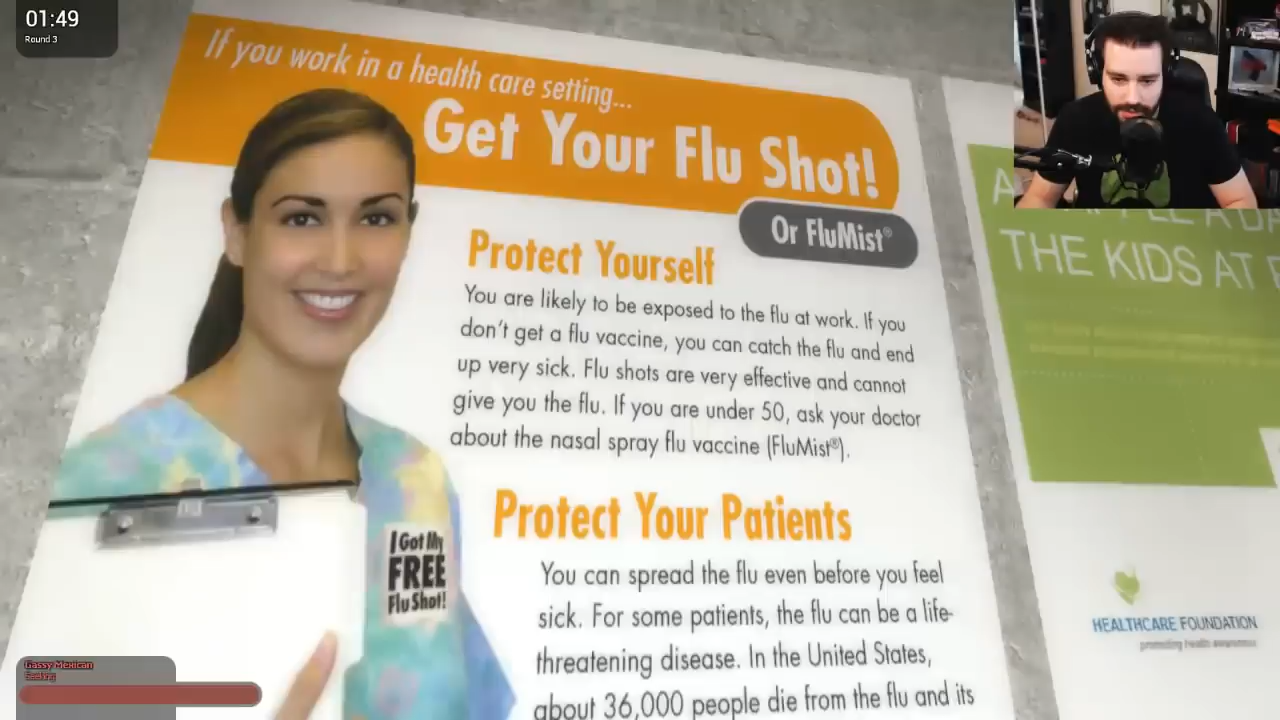 01:49
Round 3
If you work in a health care setting...
Get Your Flu Shot!
Or FluMist®
Protect Yourself
You are likely to be exposed to the flu at work. If you
don't get a flu vaccine, you can catch the flu and end
up very sick. Flu shots are very effective and cannot
give you the flu. If you are under 50, ask your doctor
about the nasal spray flu vaccine (FluMist®).
Protect Your Patients
You can spread the flu even before you feel
sick. For some patients, the flu can be a life-
threatening disease. In the United States,
about 36,000 people die from the flu and its
I Got My
FREE
Flu Shot!
THE KIDS AT
HEALTHCARE FOUNDATION
promoting health awareness
Gassy Mexican